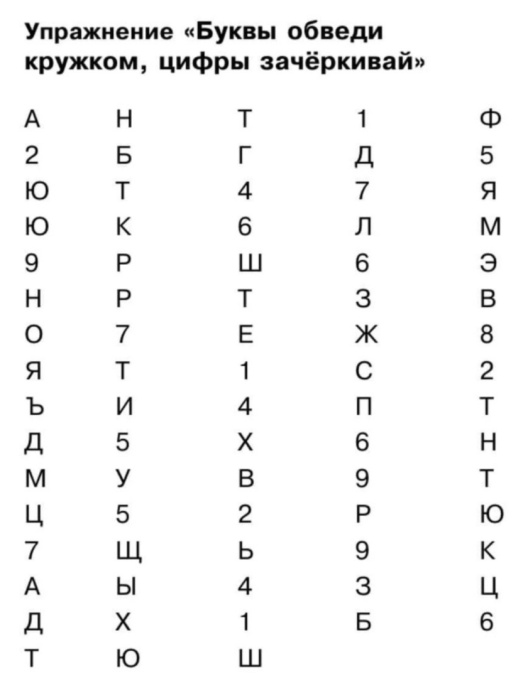 Упражнение «Буквы обведи
кружком, цифры зачёркивай»
А Н Т 1 Ф
2 Б Г Д 5
Ю Т 4 7 Я
Ю К 6 Л М
9 Р Ш 6 Э
Н Р Т З В
О 7 Е Ж 8
Я Т 1 С 2
Ъ И 4 П Т
Д 5 Х 6 Н
М У В 9 Т
Ц 5 2 Р Ю
7 Щ Ь 9 К
А Ы 4 З Ц
Д Х 1 Б 6
Т Ю Ш